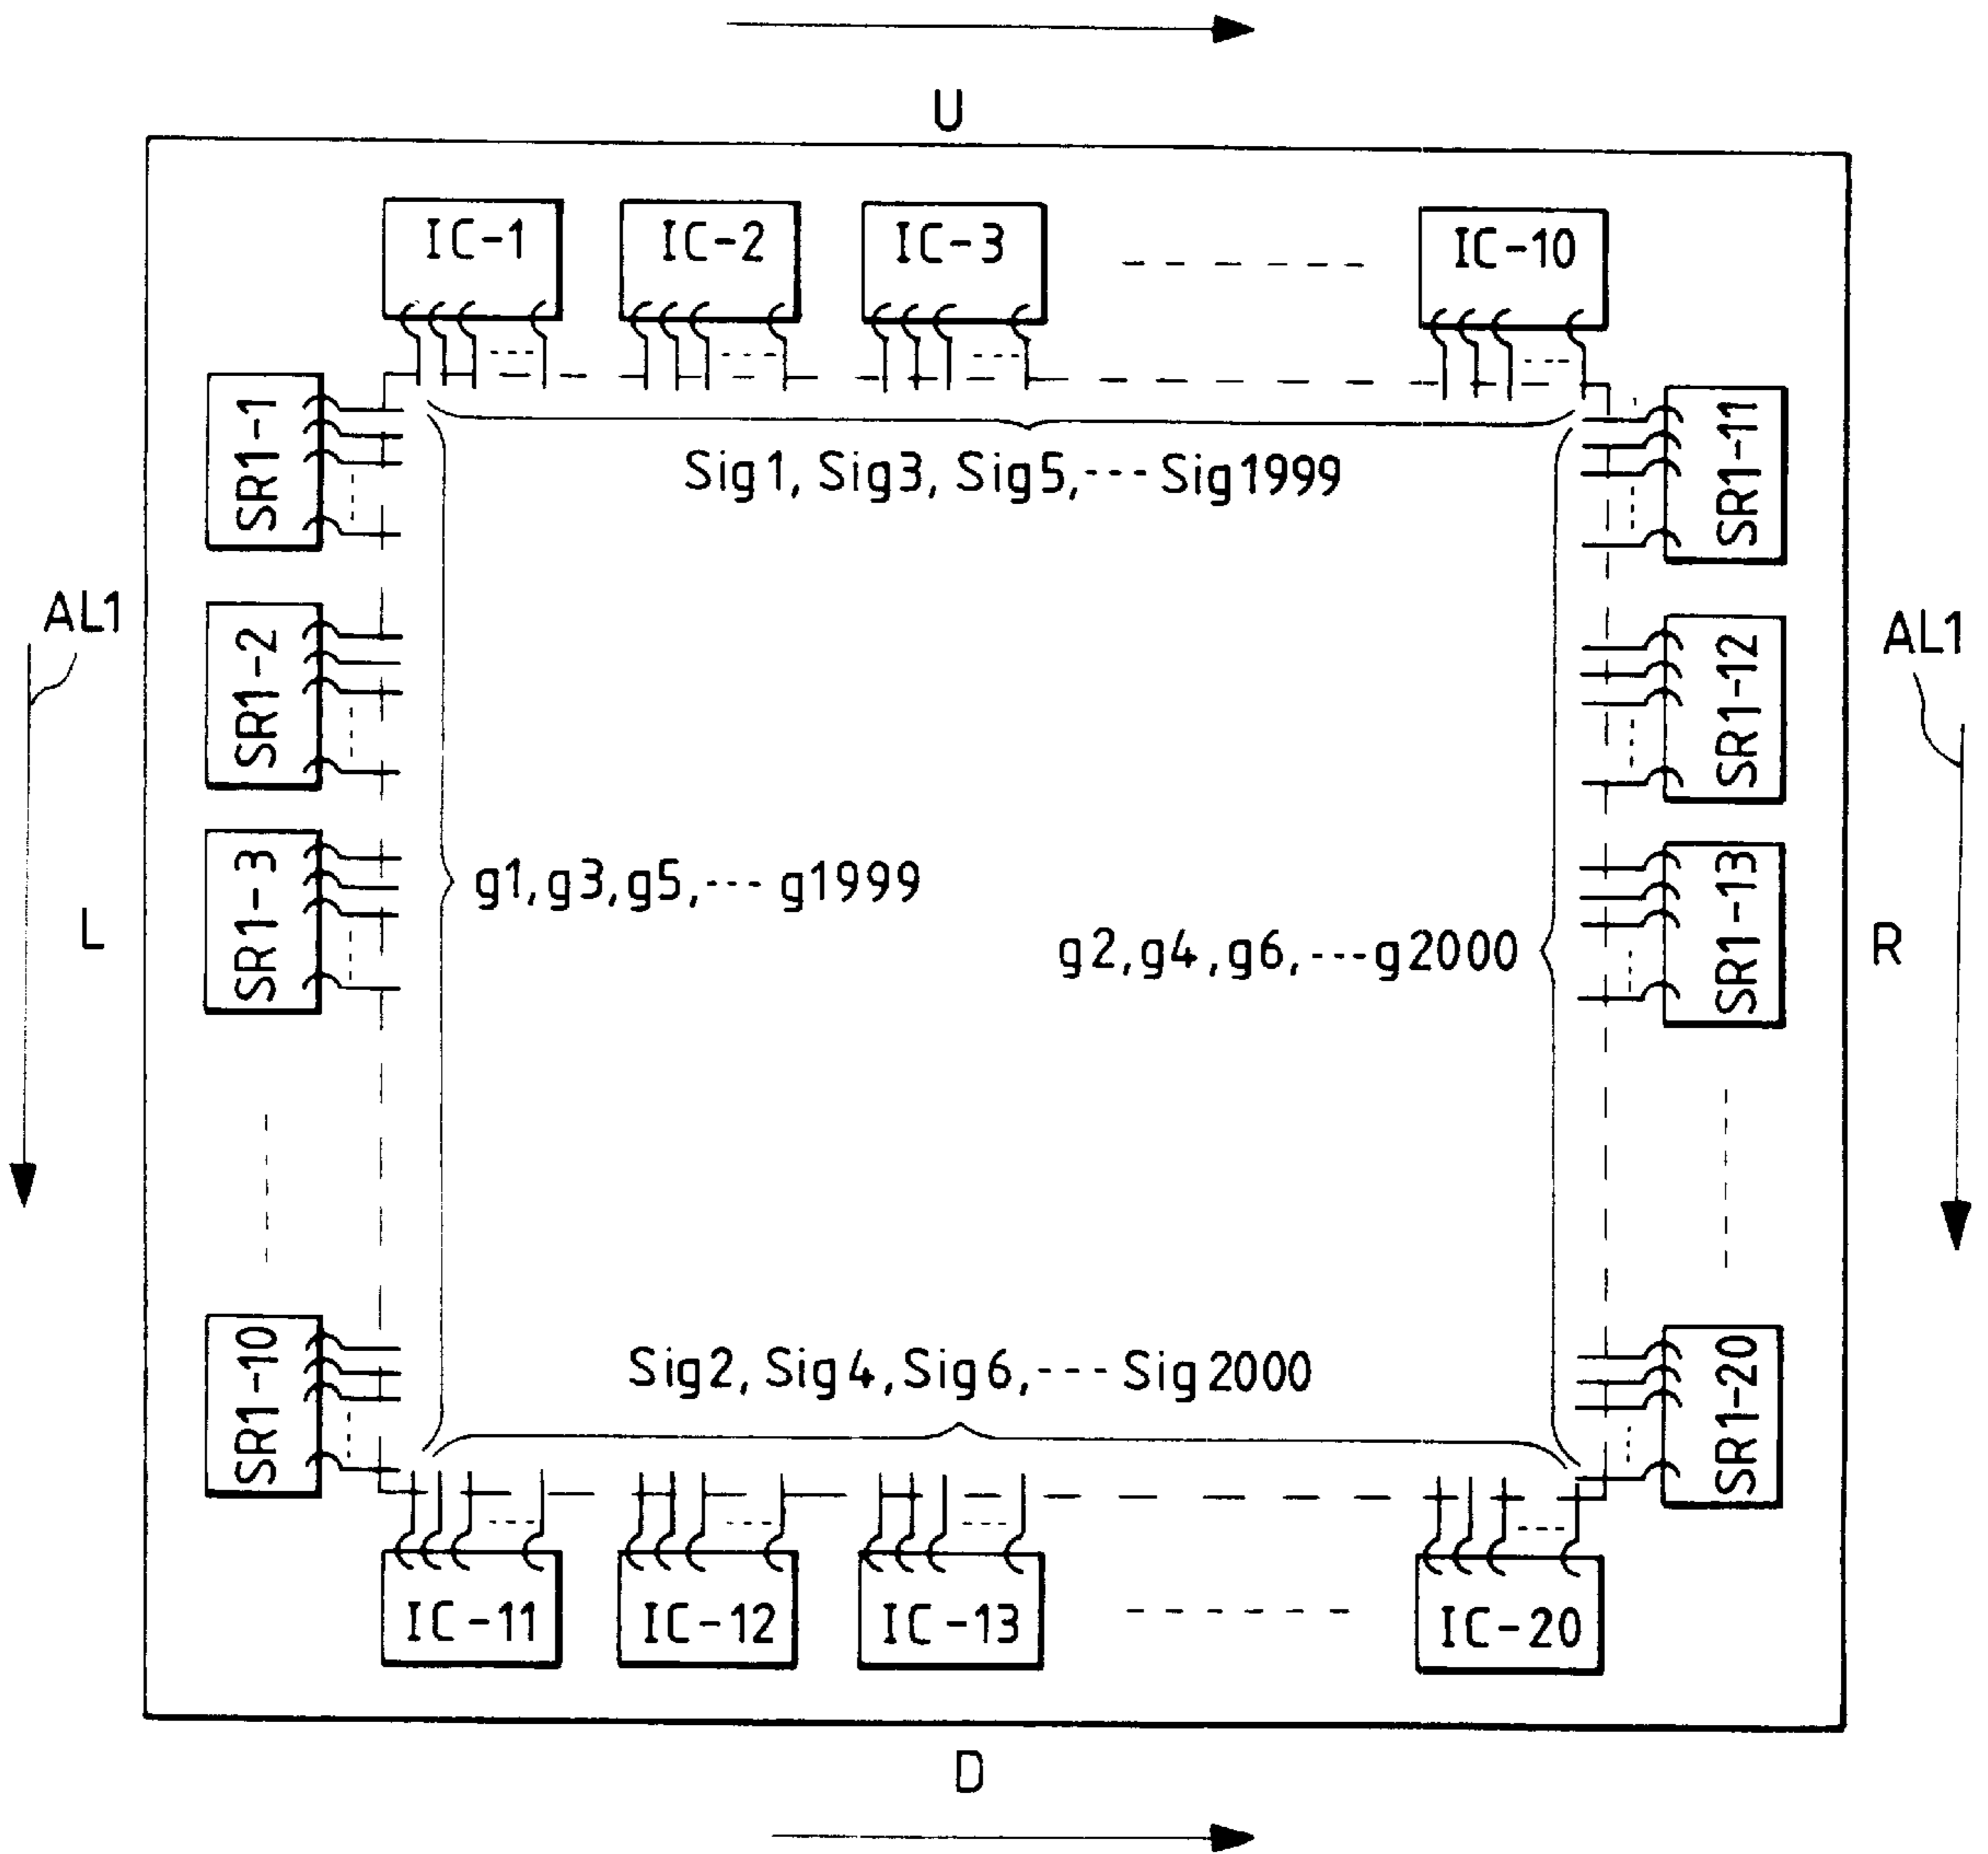 U
IC-1
IC-2
IC-3
IC-10
SR1-1
SR1-11
Sig1, Sig3, Sig5,--- Sig1999
AL1
AL1
SR1-2
SR1-12
SR1-3
SR1-13
g1,g3,g5,--- g1999
g2,g4,g6,---g2000
L
R
SR1-10
SR1-20
Sig2, Sig4, Sig6,--- Sig2000
IC-11
IC-12
IC-13
IC-20
D